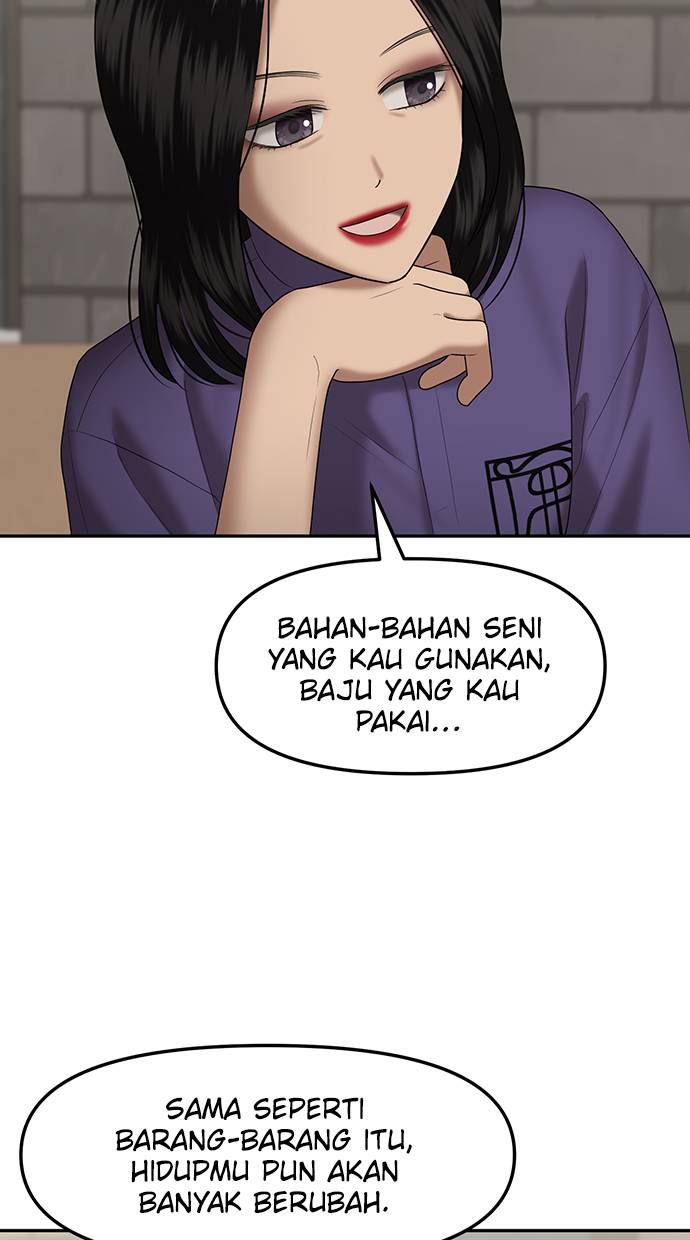 BAHAN-BAHAN SENI
YANG KAU GUNAKAN,
BAJU YANG KAU
PAKAI...
SAMA SEPERTI
BARANG-BARANG ITU,
HIDUPMU PUN AKAN
BANYAK BERUBAH.